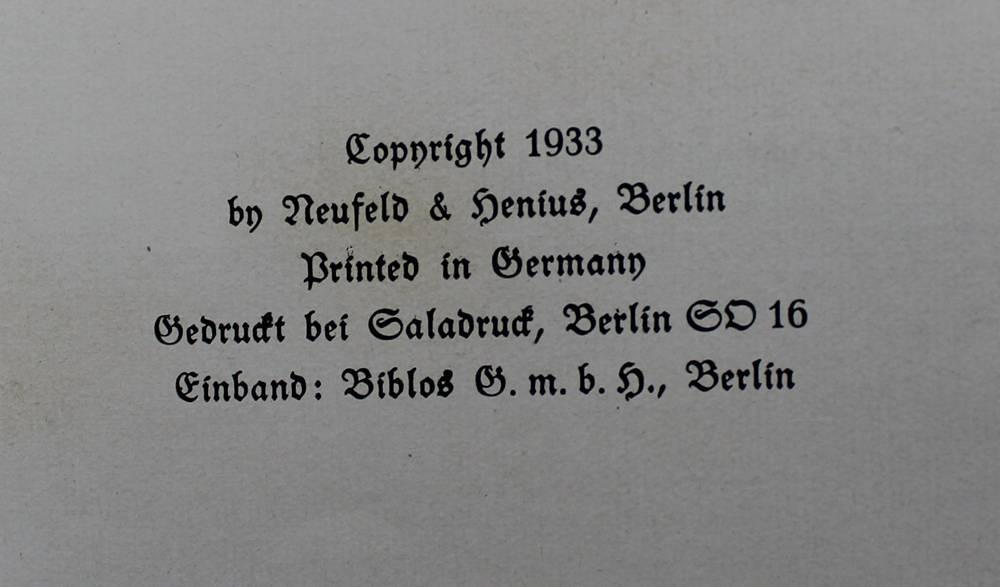 Copyright 1933
by Neufeld & Henius, Berlin
Printed in Germany
Gedruckt bei Saladruck, Berlin SO 16
Einband: Biblos G. m. b. H., Berlin